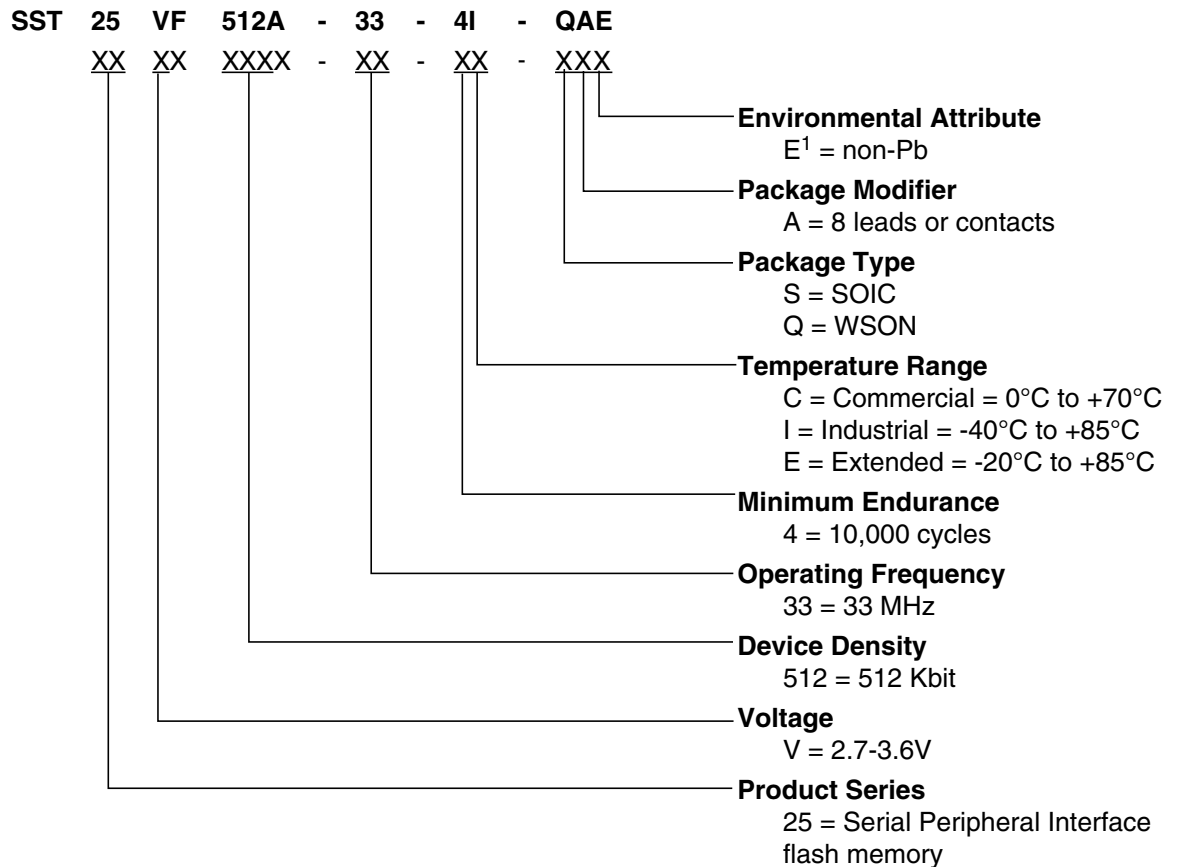 SST 25 VF 512A - 33 - 4I - QAE
XX XX XXXX - XX - XX - XXX
Environmental Attribute
E1 = non-Pb
Package Modifier
A = 8 leads or contacts
Package Type
S = SOIC
Q = WSON
Temperature Range
C = Commercial = 0°C to +70°C
I = Industrial = -40°C to +85°C
E = Extended = -20°C to +85°C
Minimum Endurance
4 = 10,000 cycles
Operating Frequency
33 = 33 MHz
Device Density
512 = 512 Kbit
Voltage
V = 2.7-3.6V
Product Series
25 = Serial Peripheral Interface
flash memory